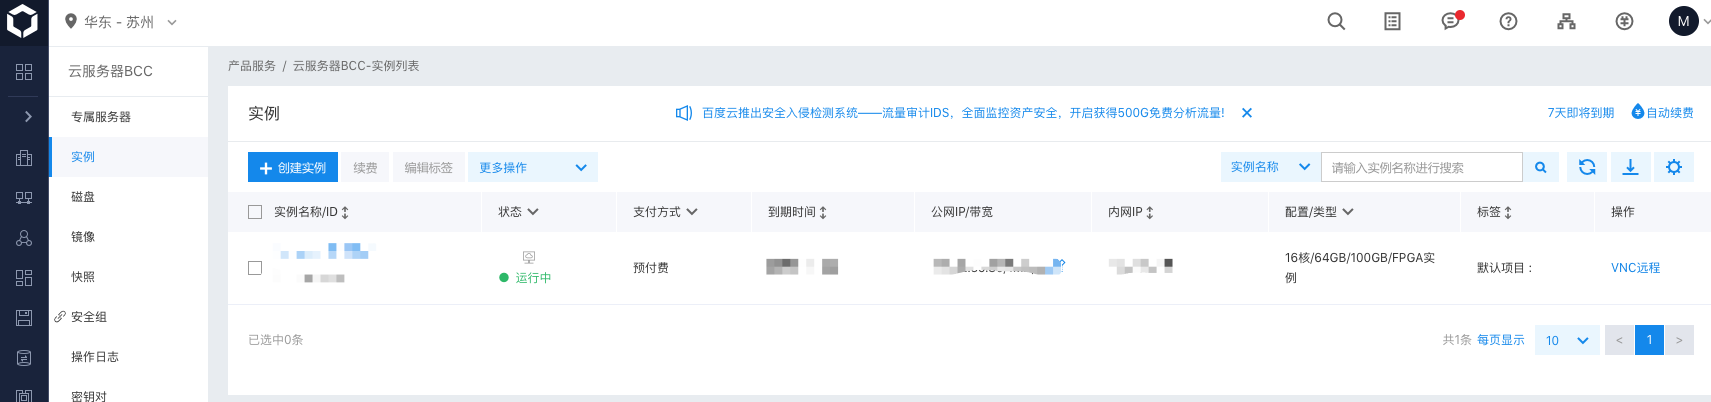 华东 - 苏州
M
云服务器BCC
产品服务 / 云服务器BCC-实例列表
专属服务器
实例
磁盘
镜像
快照
安全组
操作日志
密钥对
实例
百度云推出安全入侵检测系统——流量审计IDS，全面监控资产安全，开启获得500G免费分析流量!
7天即将到期 自动续费
创建实例 续费 编辑标签 更多操作
实例名称 请输入实例名称进行搜索
实例名称/ID 状态 支付方式 到期时间 公网IP/带宽 内网IP 配置/类型 标签 操作
运行中 预付费 16核/64GB/100GB/FPGA实
例 默认项目： VNC远程
已选中0条 共1条 每页显示 10 < 1 >